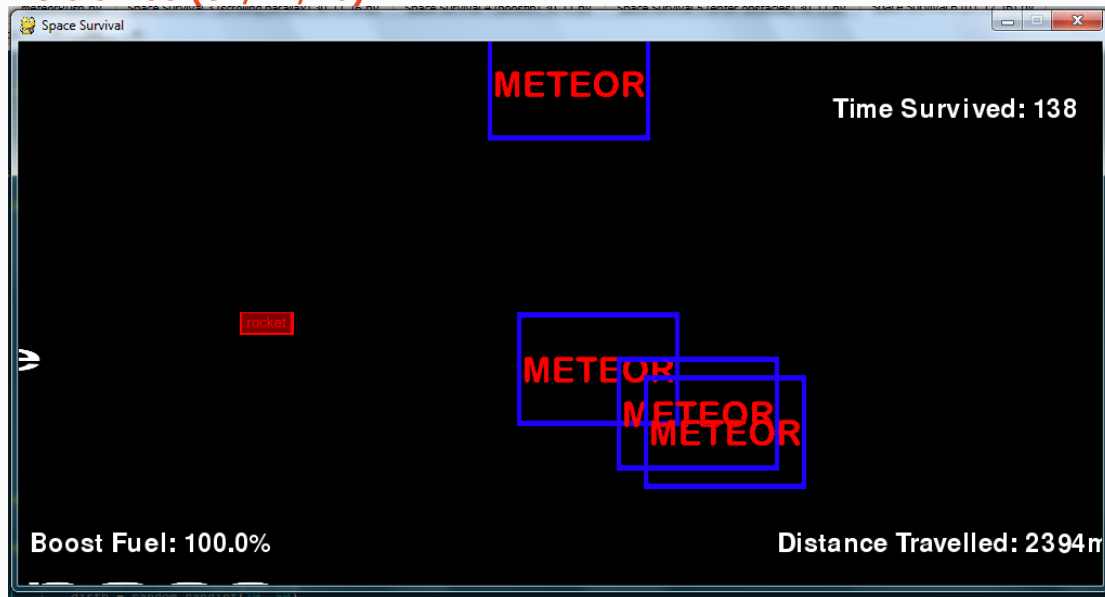 Space Survival
METEOR
Time Survived: 138
rocket
METEOR
METEOR
METEOR
Boost Fuel: 100.0%
Distance Travelled: 2394m